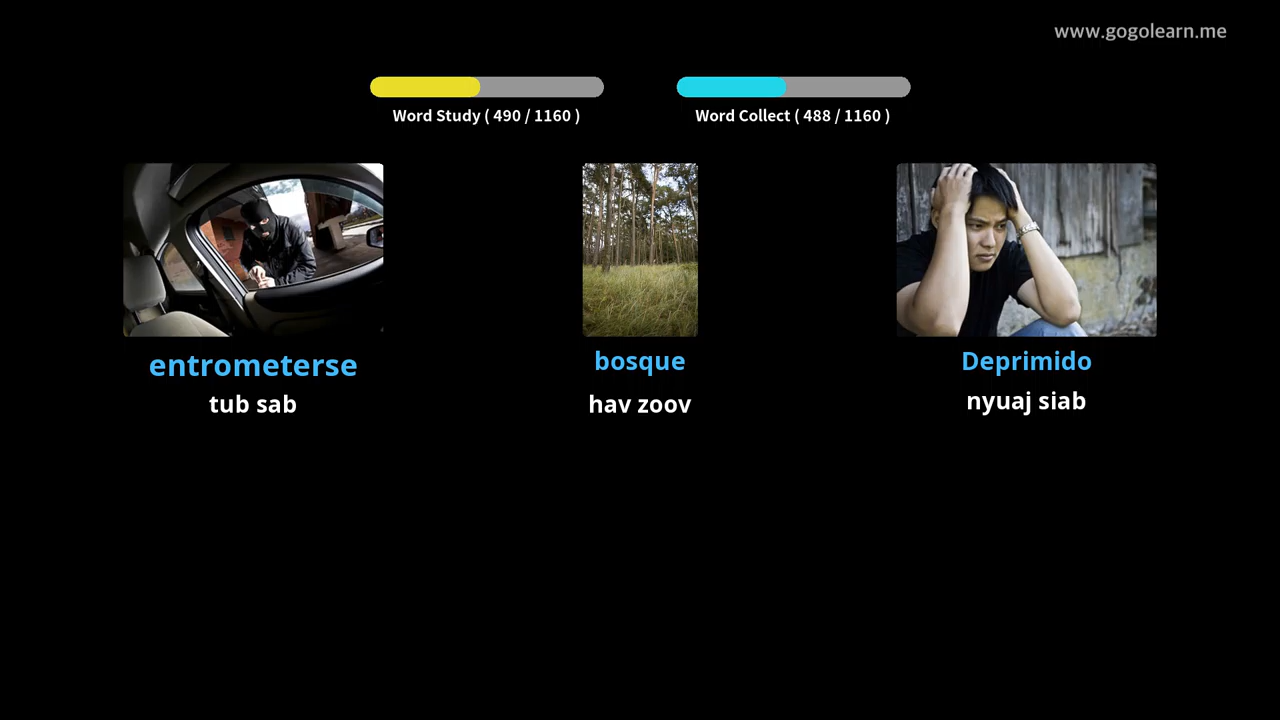 www.gogolearn.me
Word Study ( 490 / 1160 )
Word Collect ( 488 / 1160 )
entrometerse
tub sab
bosque
hav zoov
Deprimido
nyuaj siab